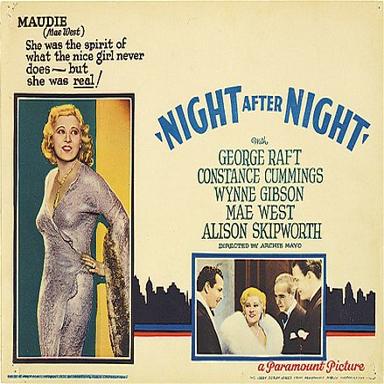 MAUDIE
(Mae West)
She was the spirit of
what the nice girl never
does—but
she was real!
"NIGHT AFTER NIGHT"
with
GEORGE RAFT
CONSTANCE CUMMINGS
WYNNE GIBSON
MAE WEST
ALISON SKIPWORTH
DIRECTED BY ARCHIE MAYO
a Paramount Picture